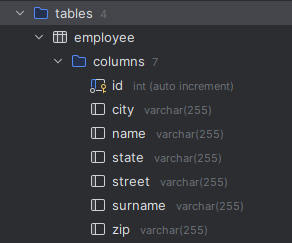 tables 4
employee
columns 7
id int (auto increment)
city varchar(255)
name varchar(255)
state varchar(255)
street varchar(255)
surname varchar(255)
zip varchar(255)